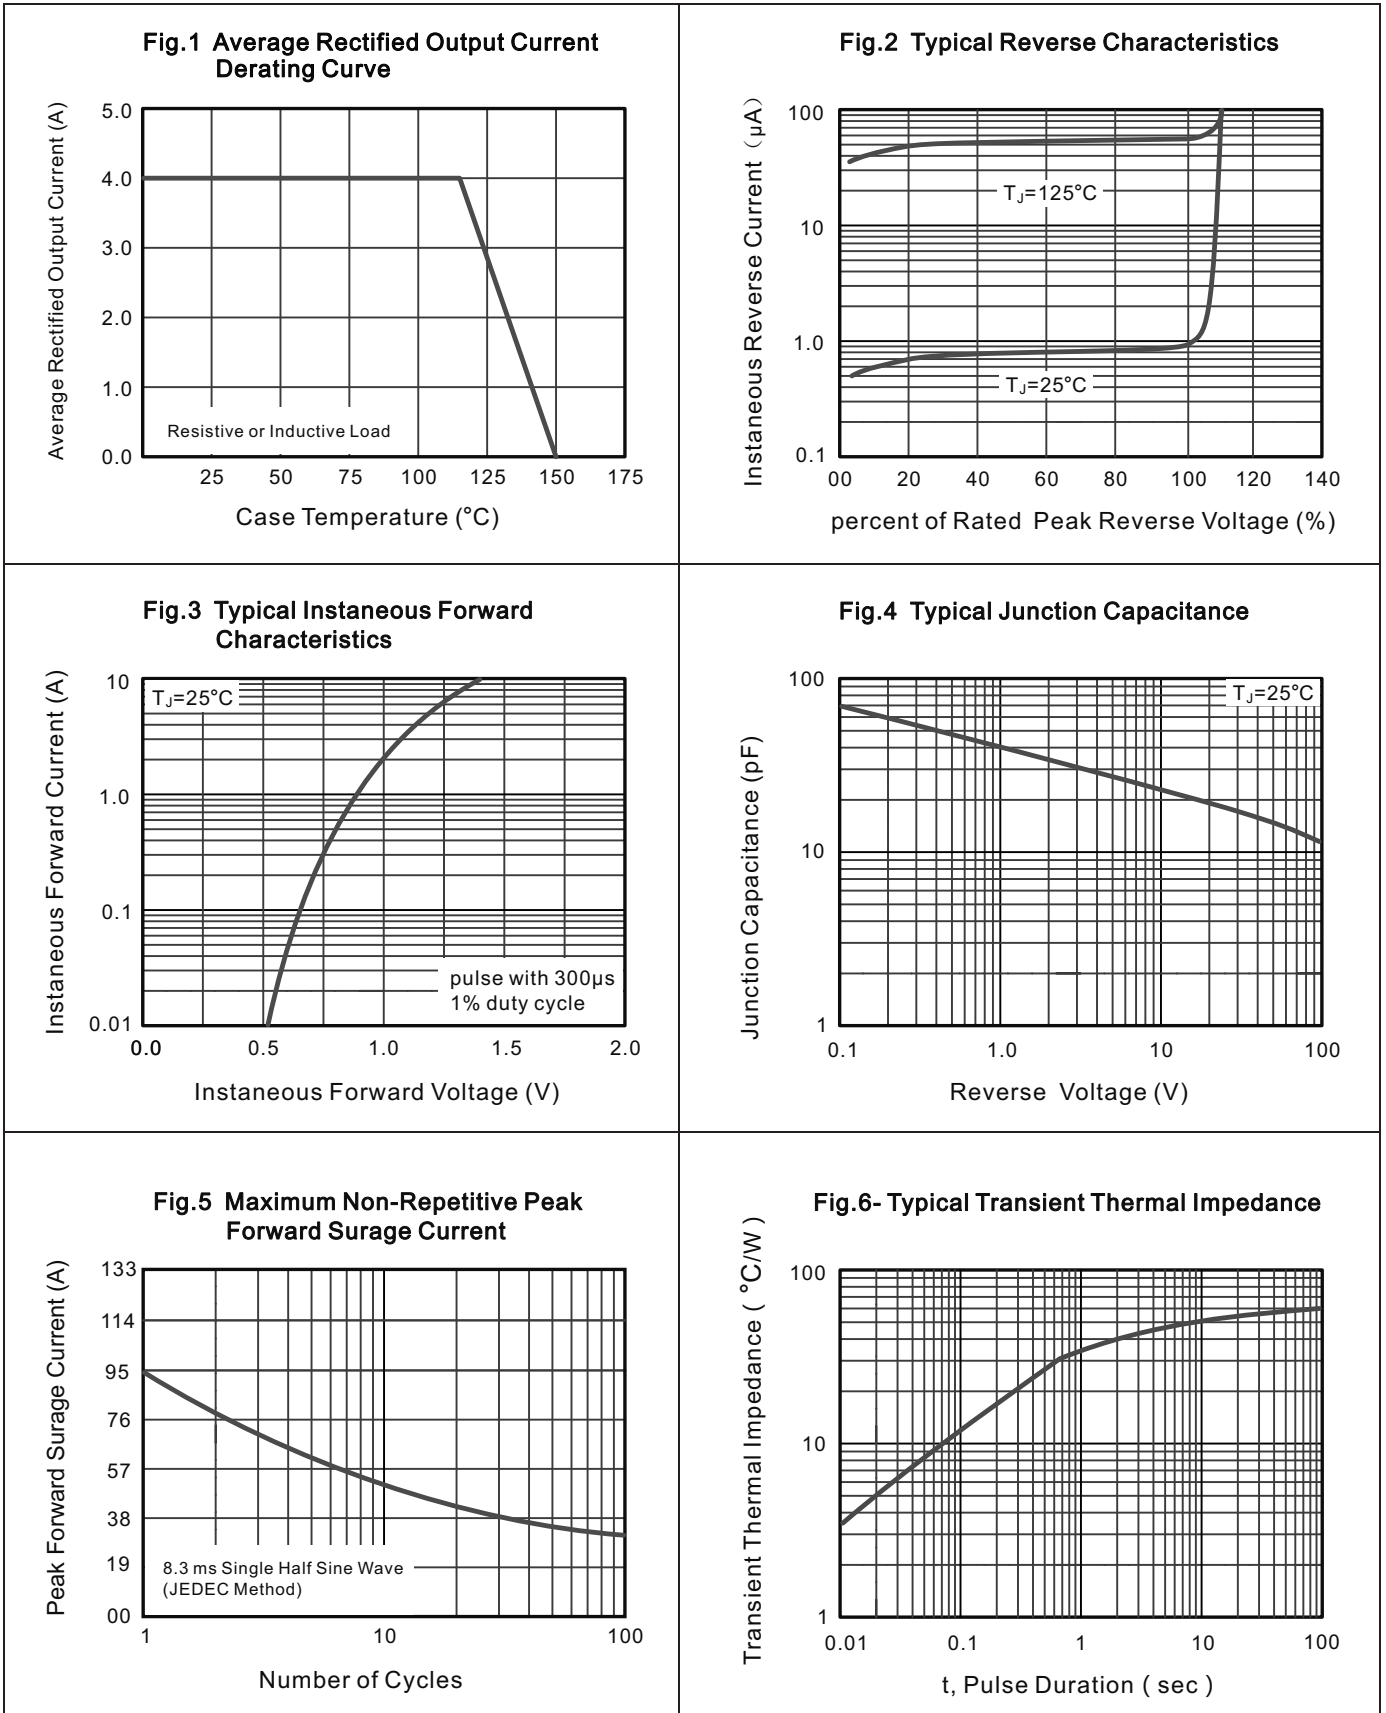 Fig.1 Average Rectified Output Current
Derating Curve
Average Rectified Output Current (A)
5.0
4.0
3.0
2.0
1.0
0.0
Resistive or Inductive Load
25 50 75 100 125 150 175
Case Temperature (°C)
Fig.2 Typical Reverse Characteristics
Instaneous Reverse Current (μA)
100
10
1.0
0.1
TJ=125°C
TJ=25°C
00 20 40 60 80 100 120 140
percent of Rated Peak Reverse Voltage (%)
Fig.3 Typical Instaneous Forward
Characteristics
Instaneous Forward Current (A)
10
1.0
0.1
0.01
TJ=25°C
pulse with 300μs
1% duty cycle
0.0 0.5 1.0 1.5 2.0
Instaneous Forward Voltage (V)
Fig.4 Typical Junction Capacitance
Junction Capacitance (pF)
100
10
1
TJ=25°C
0.1 1.0 10 100
Reverse Voltage (V)
Fig.5 Maximum Non-Repetitive Peak
Forward Surage Current
Peak Forward Surage Current (A)
133
114
95
76
57
38
19
00
8.3 ms Single Half Sine Wave
(JEDEC Method)
1 10 100
Number of Cycles
Fig.6- Typical Transient Thermal Impedance
Transient Thermal Impedance ( °C/W )
100
10
1
0.01 0.1 1 10 100
t, Pulse Duration ( sec )